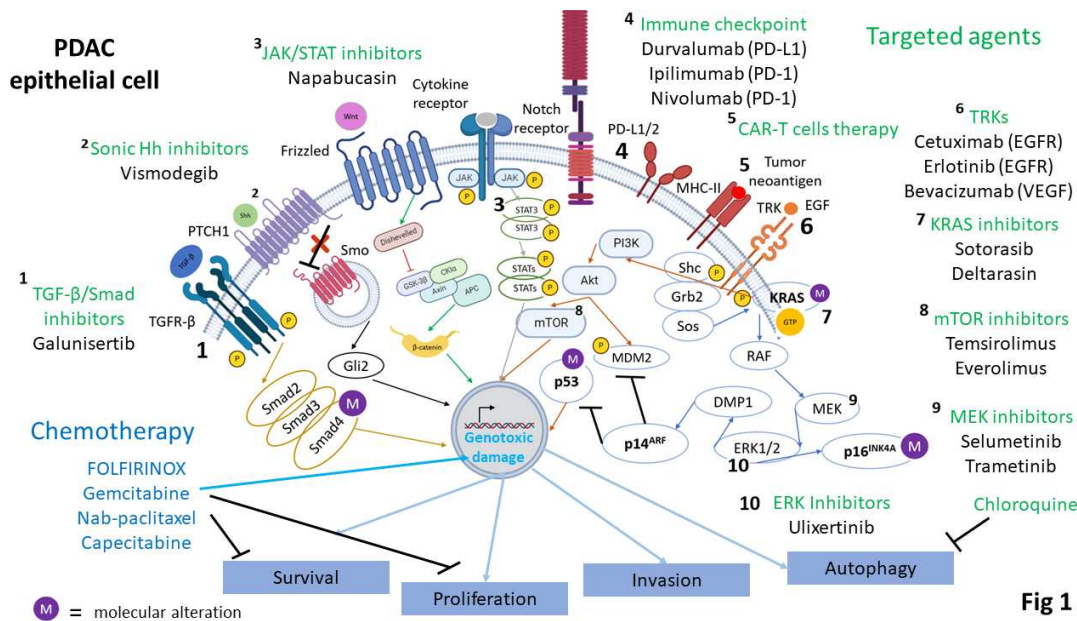 PDAC
epithelial cell
3
JAK/STAT inhibitors
Napabucasin
4
Immune checkpoint
Durvalumab (PD-L1)
Ipilimumab (PD-1)
Nivolumab (PD-1)
5
CAR-T cells therapy
Targeted agents
6
TRKs
Cetuximab (EGFR)
Erlotinib (EGFR)
Bevacizumab (VEGF)
7
KRAS inhibitors
Sotorasib
Deltarasin
8
mTOR inhibitors
Temsirolimus
Everolimus
9
MEK inhibitors
Selumetinib
Trametinib
10 ERK Inhibitors
Ulixertinib
Chloroquine
2
Sonic Hh inhibitors
Vismodegib
1
TGF-β/Smad
inhibitors
Galunisertib
Wnt
Frizzled
Cytokine
receptor
Notch
receptor
JAK
JAK
P
P
3
STAT3
STAT3
P
P
STATs
STATs
P
P
PD-L1/2
4
MHC-II
5
Tumor
neoantigen
TRK
EGF
6
2
Shh
PTCH1
Smo
TGF-β
TGFR-β
1
P
P
P
Dishevelled
GSK-3β
CKIα
Axin
APC
β-catenin
Gli2
Smad2
Smad3
Smad4
M
PI3K
Akt
mTOR
8
P
MDM2
M
p53
p14ARF
Shc
Grb2
Sos
P
P
KRAS
M
7
GTP
RAF
MEK
9
DMP1
ERK1/2
10
p16INK4A
M
Genotoxic
damage
Chemotherapy
FOLFIRINOX
Gemcitabine
Nab-paclitaxel
Capecitabine
Survival
Proliferation
Invasion
Autophagy
M = molecular alteration
Fig 1